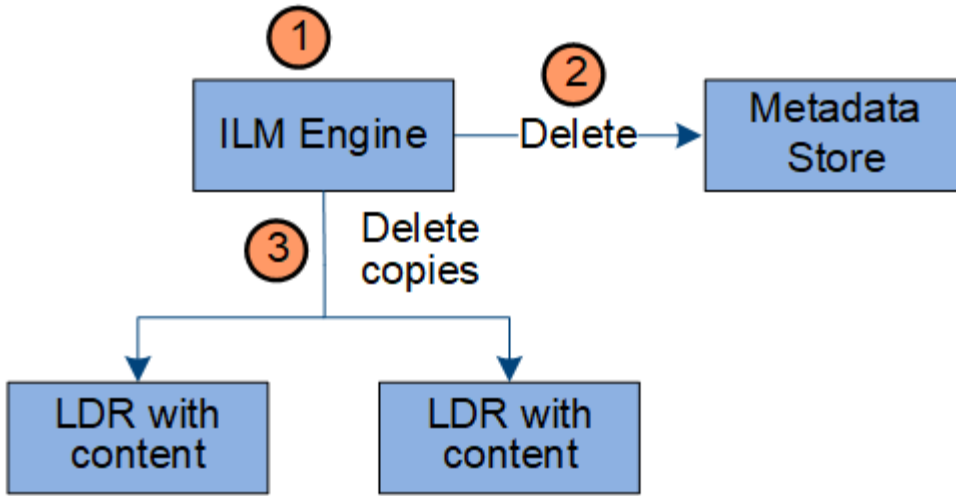 1
2
ILM Engine
Delete
Metadata
Store
3
Delete
copies
LDR with
content
LDR with
content